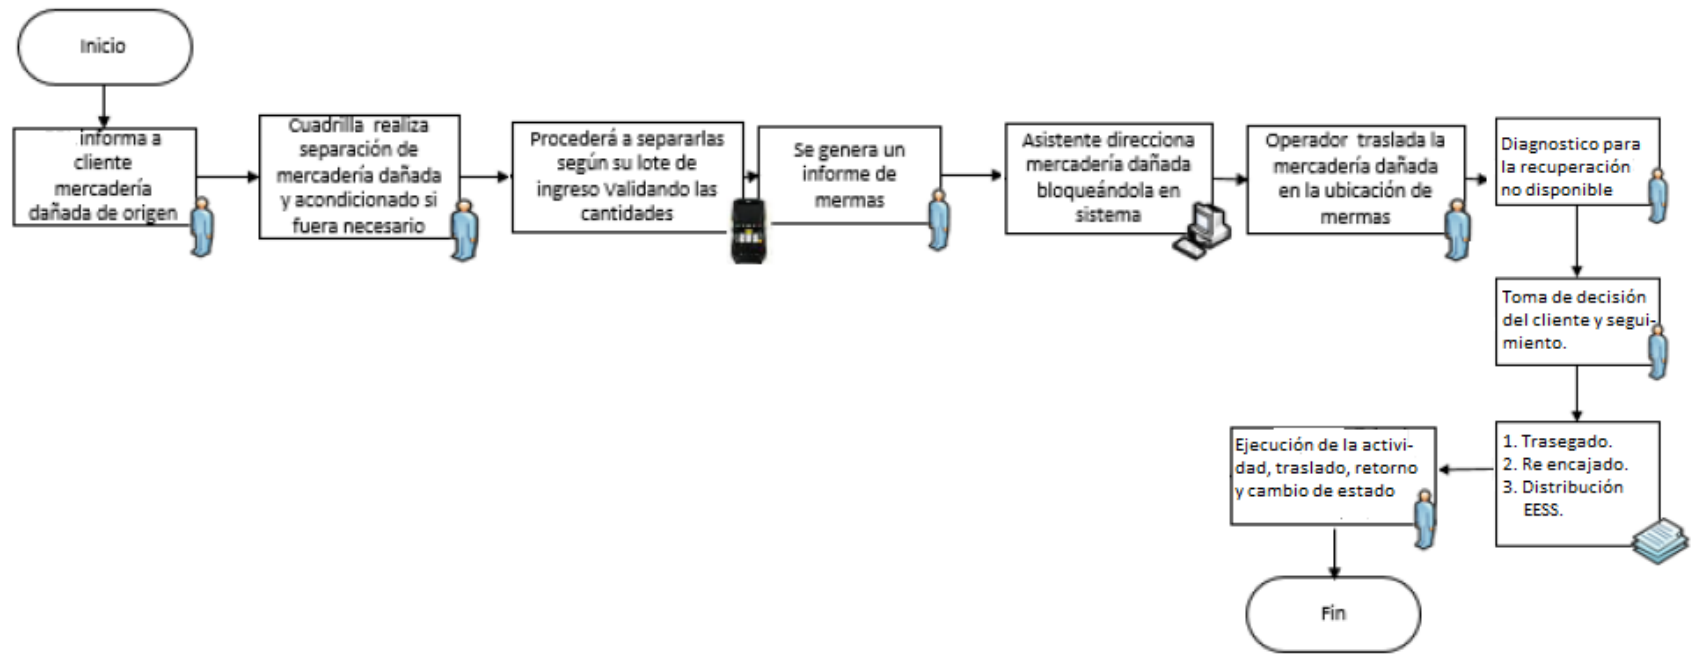 Inicio
informa a
cliente
mercadería
dañada de origen
Cuadrilla realiza
separación de
mercadería dañada
y acondicionado si
fuera necesario
Procederá a separarlas
según su lote de
ingreso Validando las
cantidades
Se genera un
informe de
mermas
Asistente direcciona
mercadería dañada
bloqueándola en
sistema
Operador traslada la
mercadería dañada
en la ubicación de
mermas
Diagnostico para
la recuperación
no disponible
Toma de decisión
del cliente y segui-
miento.
1. Trasegado.
2. Re encajado.
3. Distribución
EESS.
Ejecución de la activi-
dad, traslado, retorno
y cambio de estado
Fin